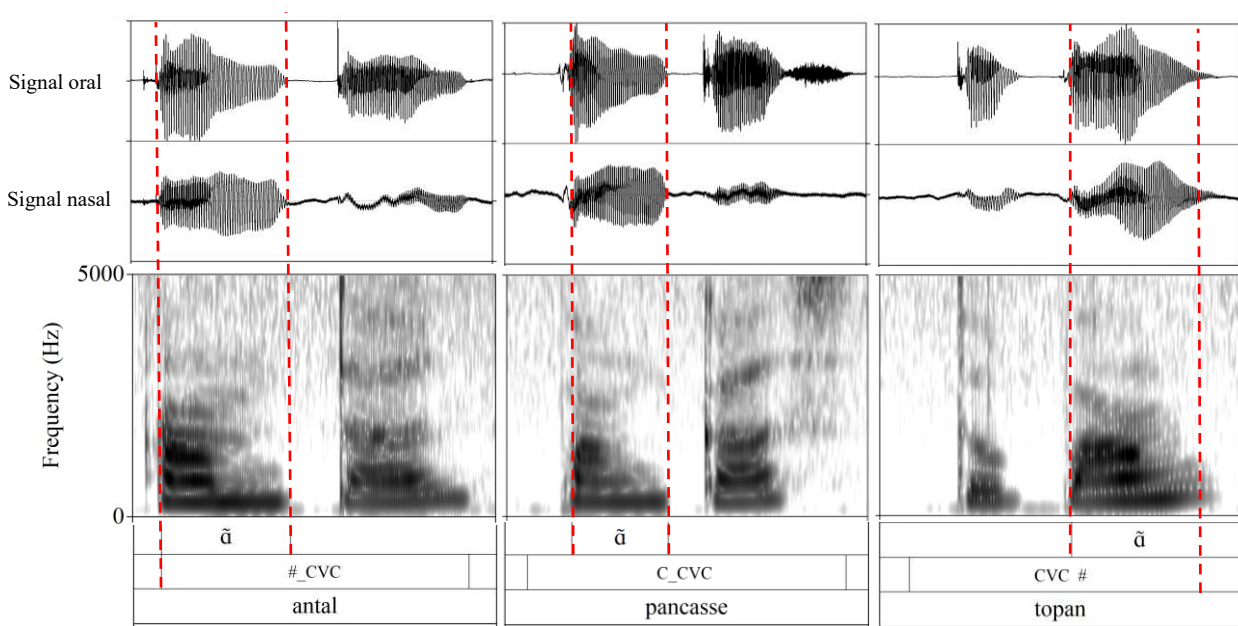 Signal oral
Signal nasal
5000
Frequency (Hz)
0
ɑ̃ ɑ̃ ɑ̃
#_CVC C_CVC CVC #
antal pancasse topan